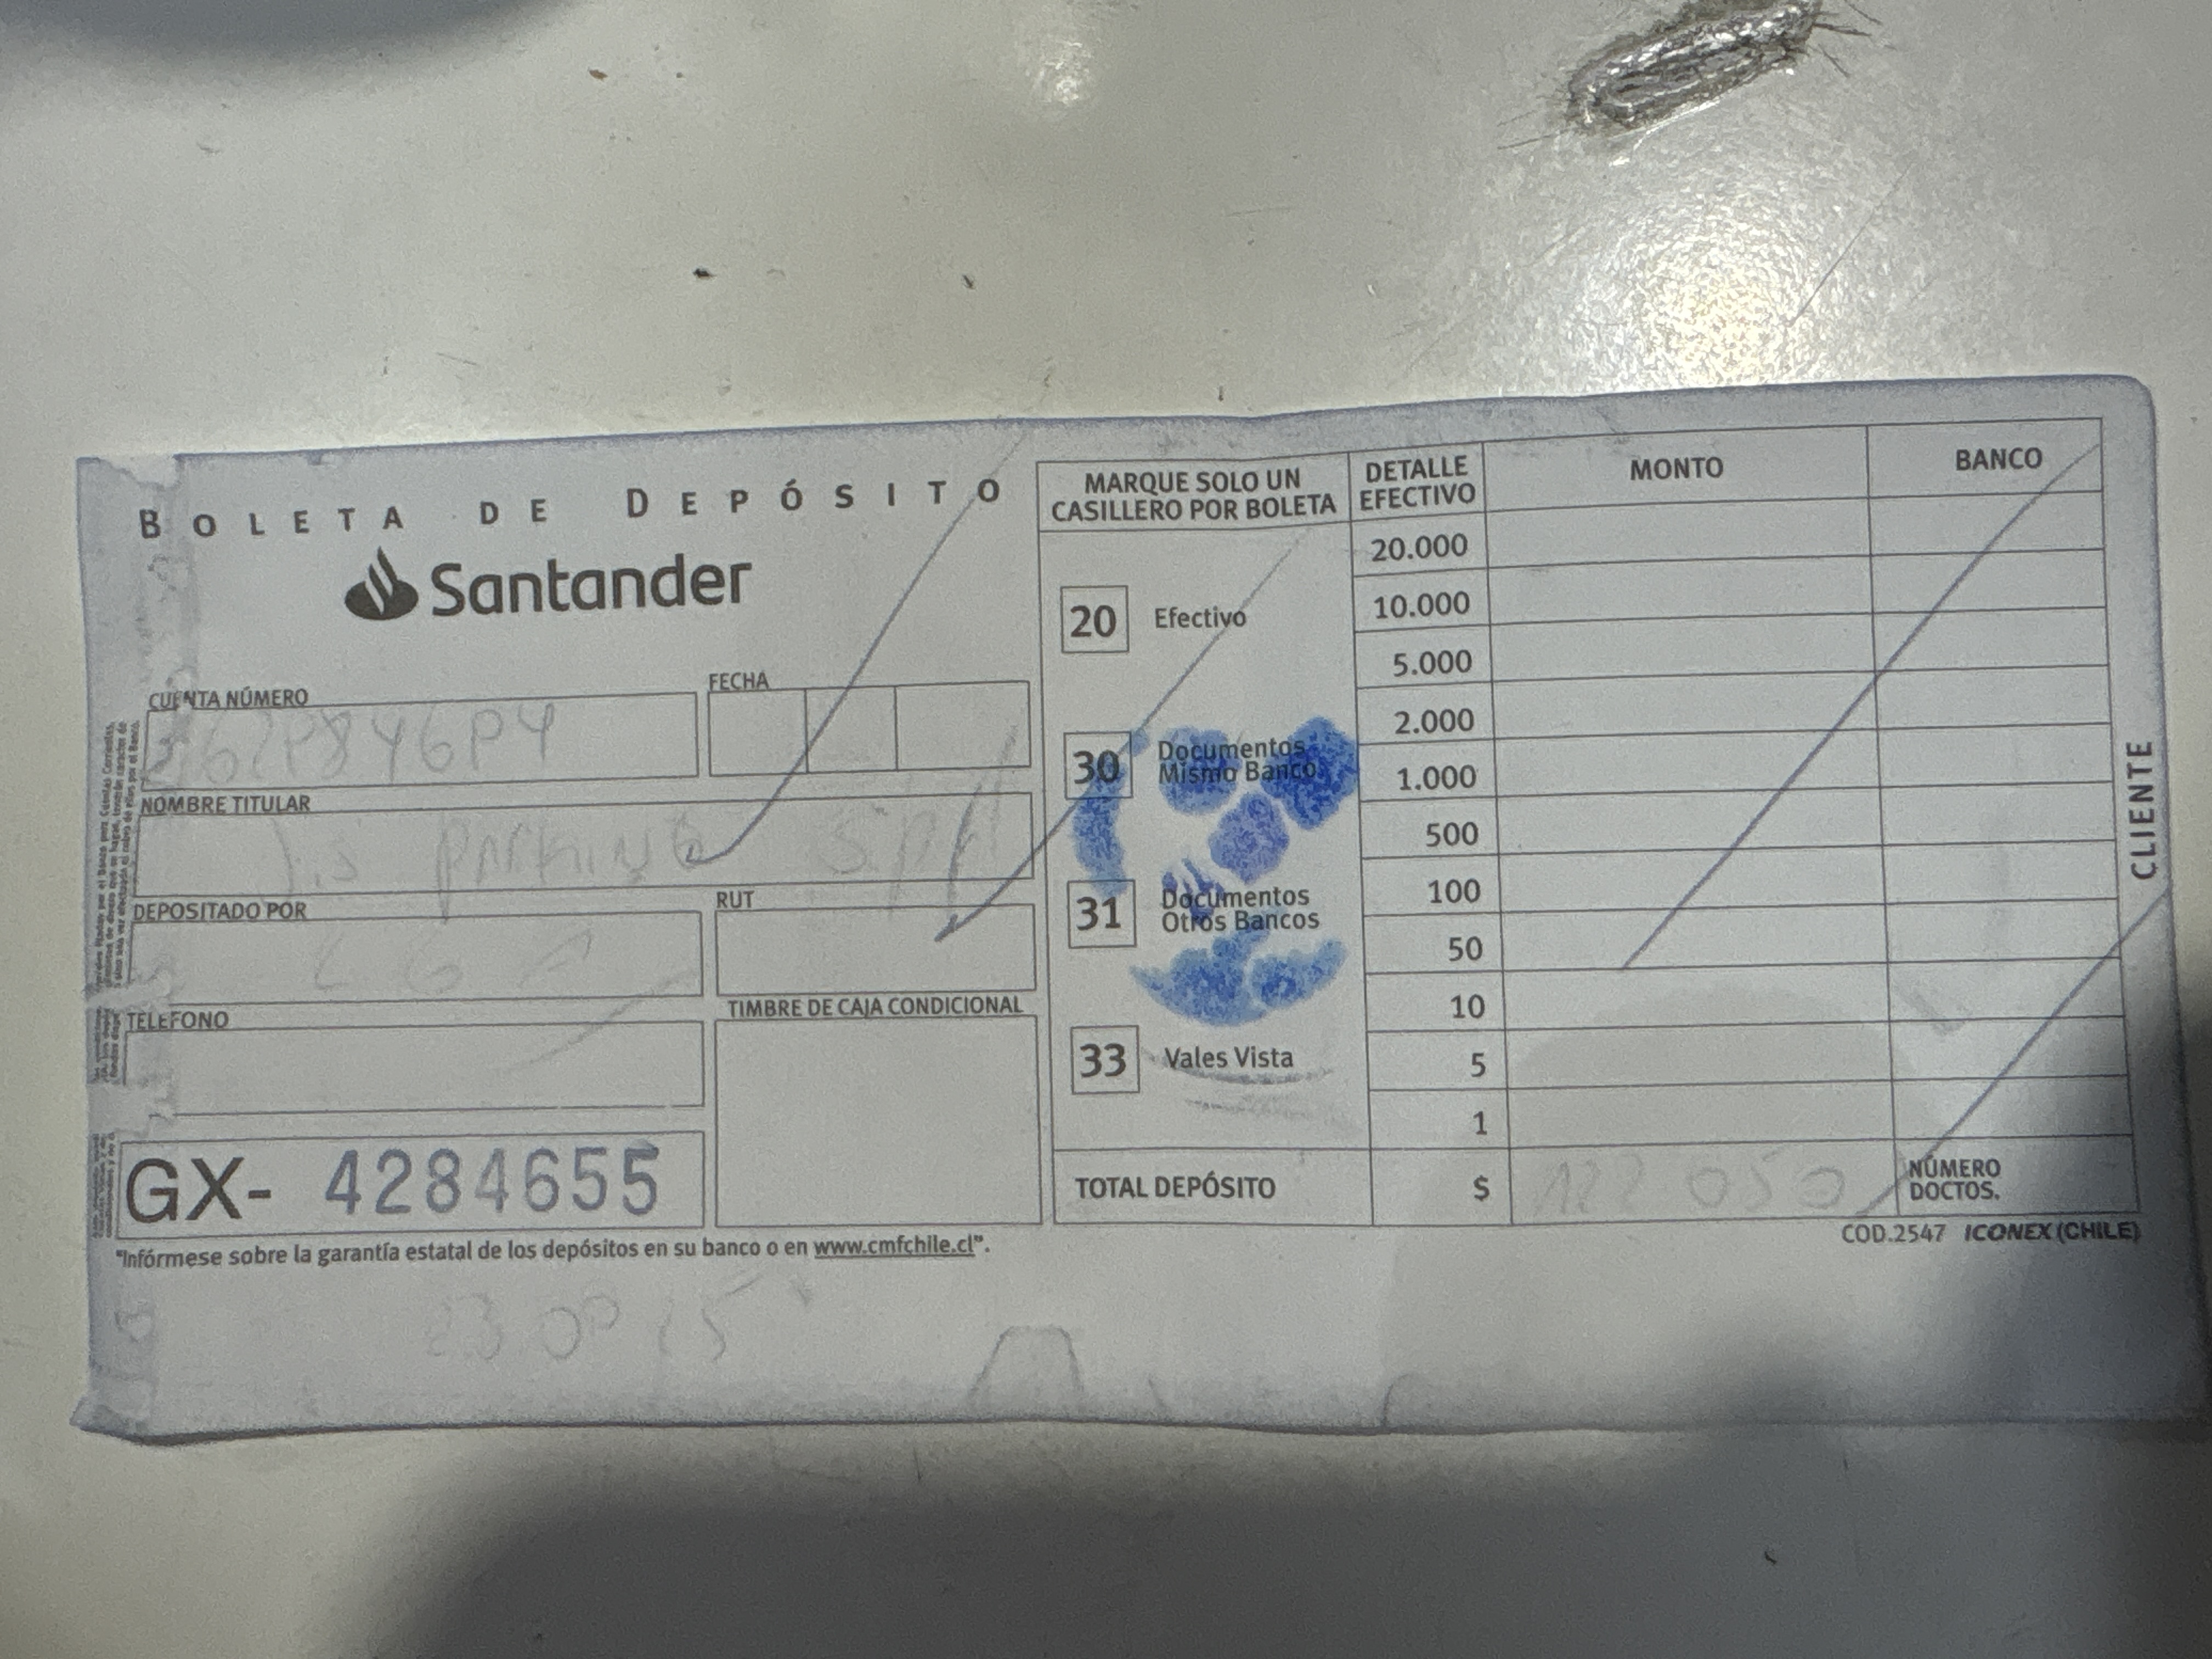 BOLETA DE DEPÓSITO
Santander
CUENTA NÚMERO
FECHA
NOMBRE TITULAR
J.S PARKING SPA
DEPOSITADO POR
RUT
TELÉFONO
TIMBRE DE CAJA CONDICIONAL
GX- 4284655
"Infórmese sobre la garantía estatal de los depósitos en su banco o en www.cmfchile.cl".
MARQUE SOLO UN
CASILLERO POR BOLETA
20 Efectivo
30 Documentos
Mismo Banco
31 Documentos
Otros Bancos
33 Vales Vista
TOTAL DEPÓSITO
DETALLE
EFECTIVO
MONTO
BANCO
20.000
10.000
5.000
2.000
1.000
500
100
50
10
5
1
$
NÚMERO
DOCTOS.
CLIENTE
COD.2547 ICONEX (CHILE)